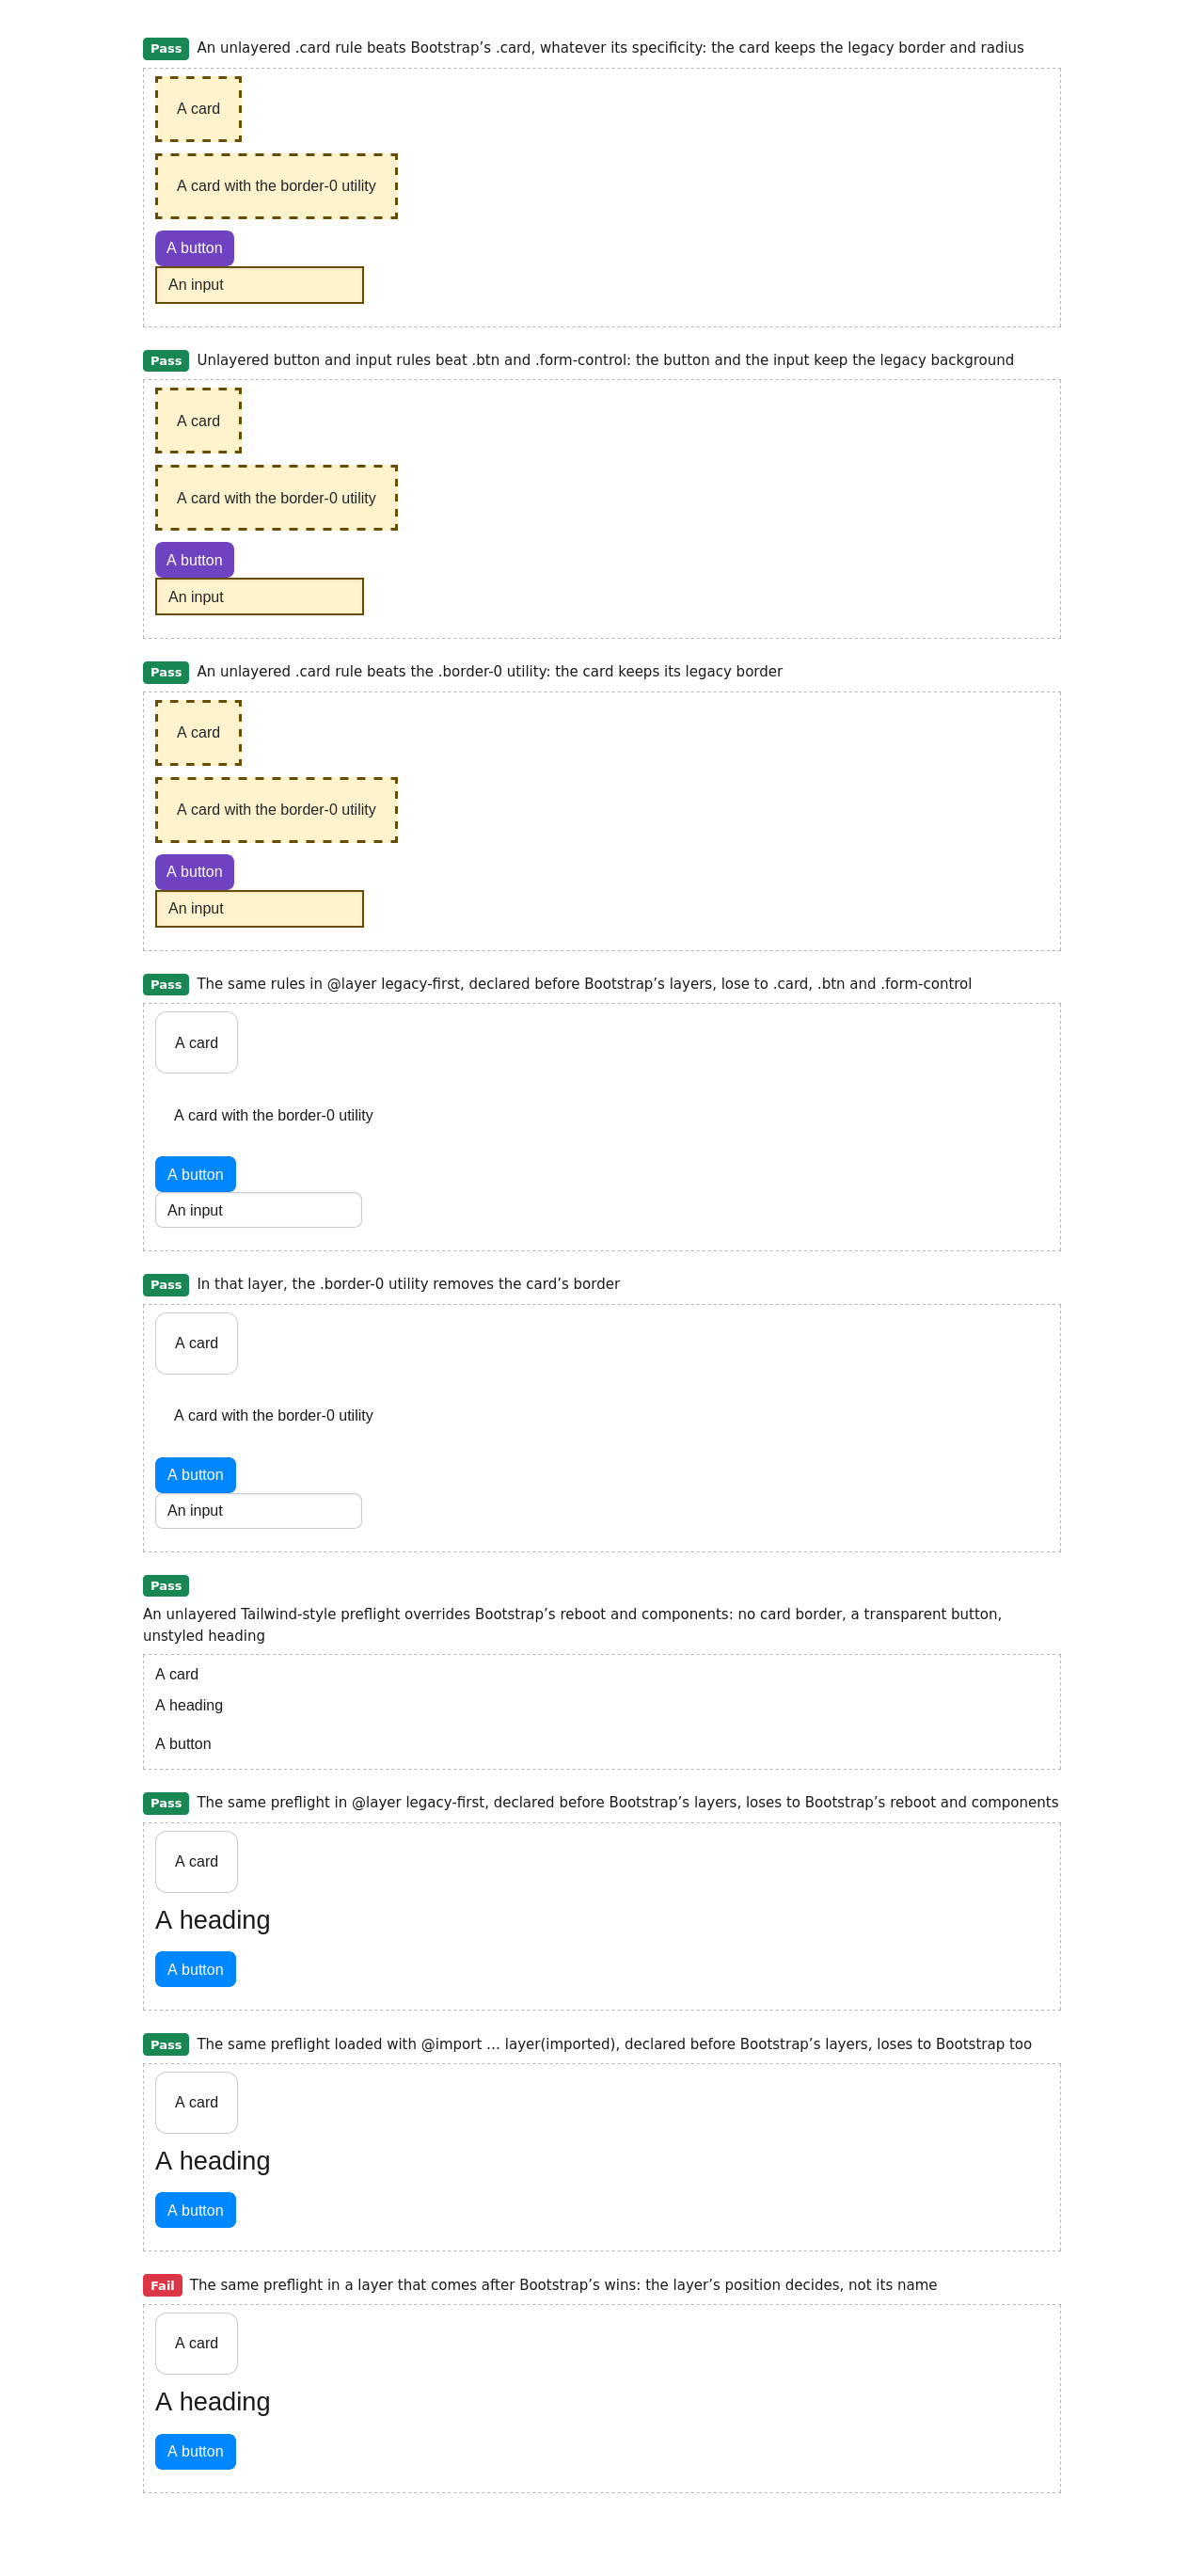 Pass An unlayered .card rule beats Bootstrap’s .card, whatever its specificity: the card keeps the legacy border and radius
A card
A card with the border-0 utility
A button
An input
Pass Unlayered button and input rules beat .btn and .form-control: the button and the input keep the legacy background
A card
A card with the border-0 utility
A button
An input
Pass An unlayered .card rule beats the .border-0 utility: the card keeps its legacy border
A card
A card with the border-0 utility
A button
An input
Pass The same rules in @layer legacy-first, declared before Bootstrap’s layers, lose to .card, .btn and .form-control
A card
A card with the border-0 utility
A button
An input
Pass In that layer, the .border-0 utility removes the card’s border
A card
A card with the border-0 utility
A button
An input
Pass
An unlayered Tailwind-style preflight overrides Bootstrap’s reboot and components: no card border, a transparent button,
unstyled heading
A card
A heading
A button
Pass The same preflight in @layer legacy-first, declared before Bootstrap’s layers, loses to Bootstrap’s reboot and components
A card
A heading
A button
Pass The same preflight loaded with @import … layer(imported), declared before Bootstrap’s layers, loses to Bootstrap too
A card
A heading
A button
Fail The same preflight in a layer that comes after Bootstrap’s wins: the layer’s position decides, not its name
A card
A heading
A button